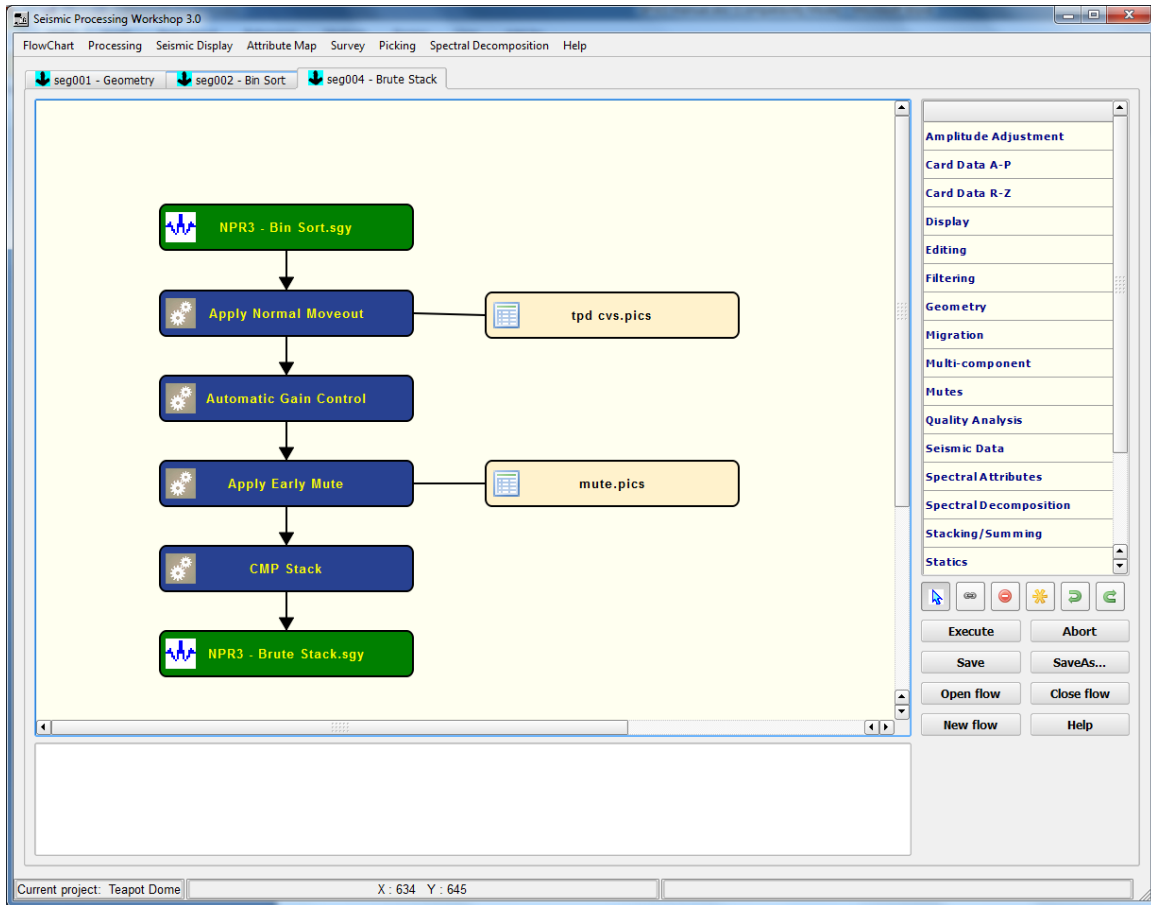 Seismic Processing Workshop 3.0
FlowChart Processing Seismic Display Attribute Map Survey Picking Spectral Decomposition Help
seg001 - Geometry seg002 - Bin Sort seg004 - Brute Stack
NPR3 - Bin Sort.sgy
Apply Normal Moveout
tpd cvs.pics
Automatic Gain Control
Apply Early Mute
mute.pics
CMP Stack
NPR3 - Brute Stack.sgy
Amplitude Adjustment
Card Data A-P
Card Data R-Z
Display
Editing
Filtering
Geometry
Migration
Multi-component
Mutes
Quality Analysis
Seismic Data
Spectral Attributes
Spectral Decomposition
Stacking/Summing
Statics
Execute Abort
Save SaveAs...
Open flow Close flow
New flow Help
Current project: Teapot Dome X : 634 Y : 645